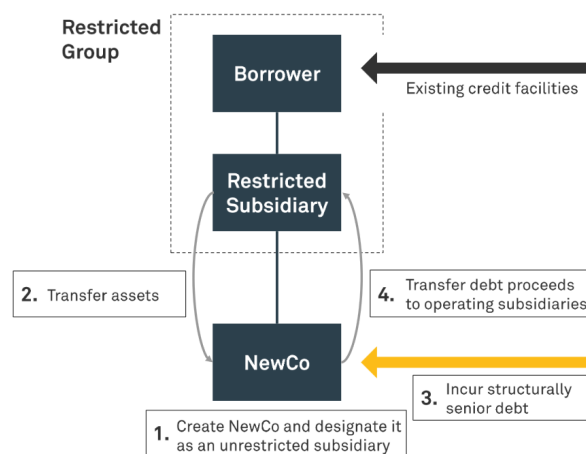 Restricted
Group
Borrower
Existing credit facilities
Restricted
Subsidiary
2. Transfer assets
4. Transfer debt proceeds
to operating subsidiaries
NewCo
3. Incur structurally
senior debt
1. Create NewCo and designate it
as an unrestricted subsidiary